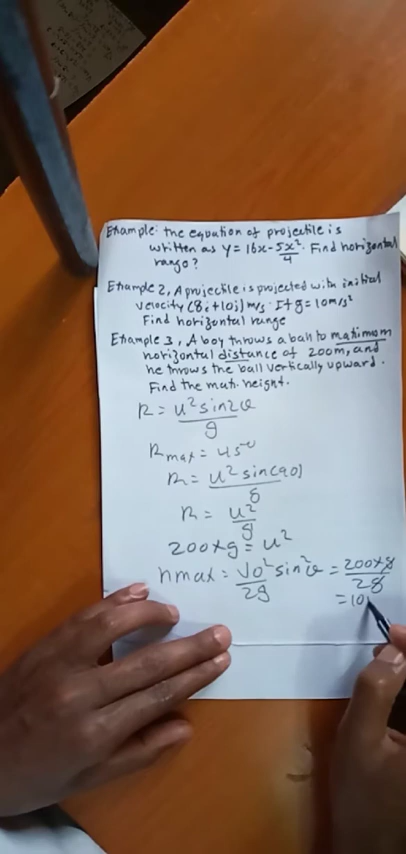 Example: the equation of projectile is
written as y = 16x - 5x²/4. Find horizontal
range?
Example 2, A projectile is projected with initial
velocity (8i + 10j) m/s. If g = 10m/s²
Find horizontal range
Example 3, A boy throws a ball to maximom
horizontal distance of 200m, and
he throws the ball vertically upward.
Find the max. height.
R = u² sin2θ/g
Rmax = 45°
R = u² sin(90)/g
R = u²/g
200 x g = u²
hmax = Vo² sin²θ/2g = 200 x g/2g
= 10